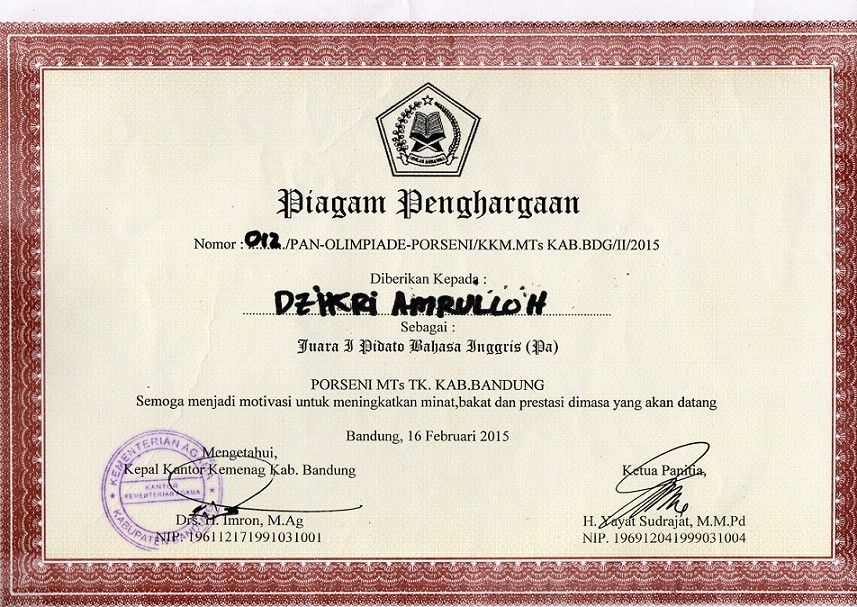 IKHLAS BERAMAL
Piagam Penghargaan
Nomor : 012../PAN-OLIMPIADE-PORSENI/KKM.MTs KAB.BDG/II/2015
Diberikan Kepada :
DZIKRI AMRULLOH
Sebagai :
Juara I Pidato Bahasa Inggris (Pa)
PORSENI MTs TK. KAB.BANDUNG
Semoga menjadi motivasi untuk meningkatkan minat,bakat dan prestasi dimasa yang akan datang
Bandung, 16 Februari 2015
Mengetahui,
Kepal Kantor Kemenag Kab. Bandung
Ketua Panitia,
KEMENTERIAN AGAMA
KANTOR
KEMENTERIAN AGAMA
KABUPATEN BANDUNG
Drs. H. Imron, M.Ag
NIP. 196112171991031001
H. Yayat Sudrajat, M.M.Pd
NIP. 196912041999031004